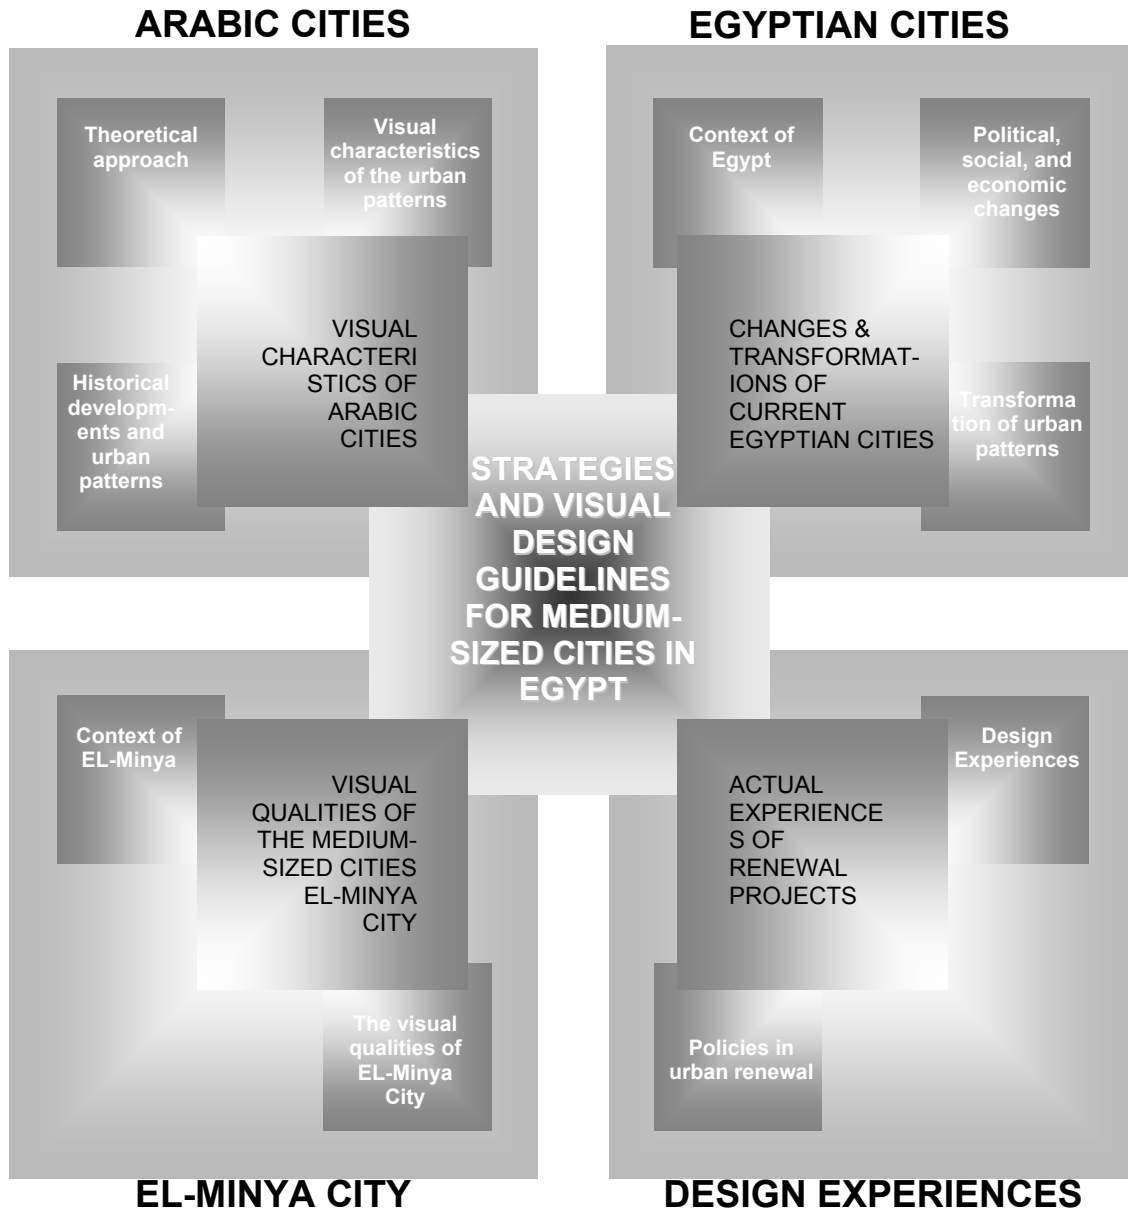 ARABIC CITIES
Theoretical
approach
Visual
characteristics
of the urban
patterns
Historical
developm-
ents and
urban
patterns
VISUAL
CHARACTERI
STICS OF
ARABIC
CITIES
EGYPTIAN CITIES
Context of
Egypt
Political,
social, and
economic
changes
CHANGES &
TRANSFORMAT-
IONS OF
CURRENT
EGYPTIAN CITIES
Transforma
tion of urban
patterns
STRATEGIES
AND VISUAL
DESIGN
GUIDELINES
FOR MEDIUM-
SIZED CITIES IN
EGYPT
Context of
EL-Minya
VISUAL
QUALITIES OF
THE MEDIUM-
SIZED CITIES
EL-MINYA
CITY
The visual
qualities of
EL-Minya
City
EL-MINYA CITY
Design
Experiences
ACTUAL
EXPERIENCE
S OF
RENEWAL
PROJECTS
Policies in
urban renewal
DESIGN EXPERIENCES